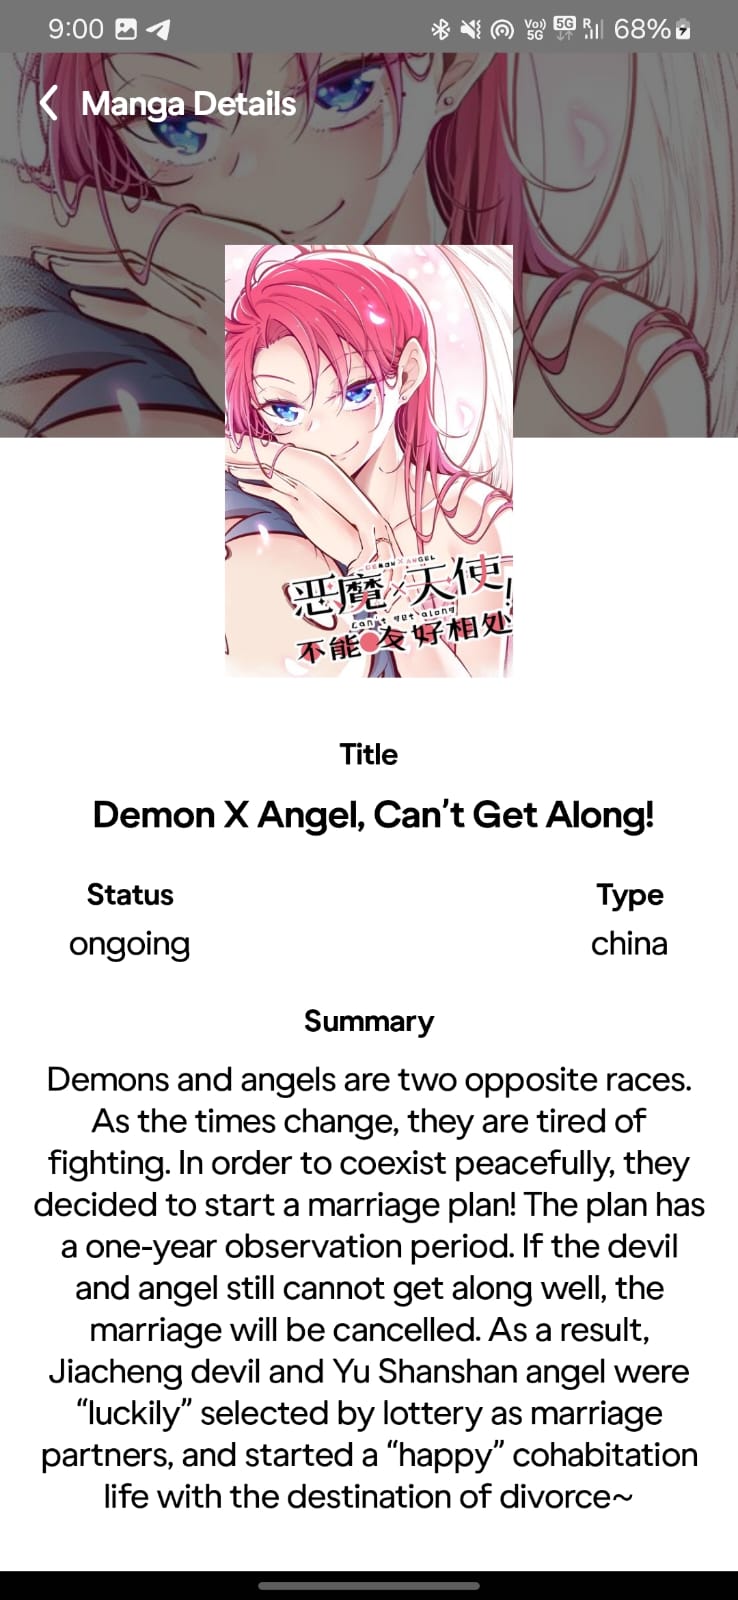 9:00
Vo)) 5G
5G
R
68%
Manga Details
DEMON X ANGEL
恶魔×天使!
Can't get along
不能友好相处
Title
Demon X Angel, Can’t Get Along!
Status
Type
ongoing
china
Summary
Demons and angels are two opposite races.
As the times change, they are tired of
fighting. In order to coexist peacefully, they
decided to start a marriage plan! The plan has
a one-year observation period. If the devil
and angel still cannot get along well, the
marriage will be cancelled. As a result,
Jiacheng devil and Yu Shanshan angel were
“luckily” selected by lottery as marriage
partners, and started a “happy” cohabitation
life with the destination of divorce~